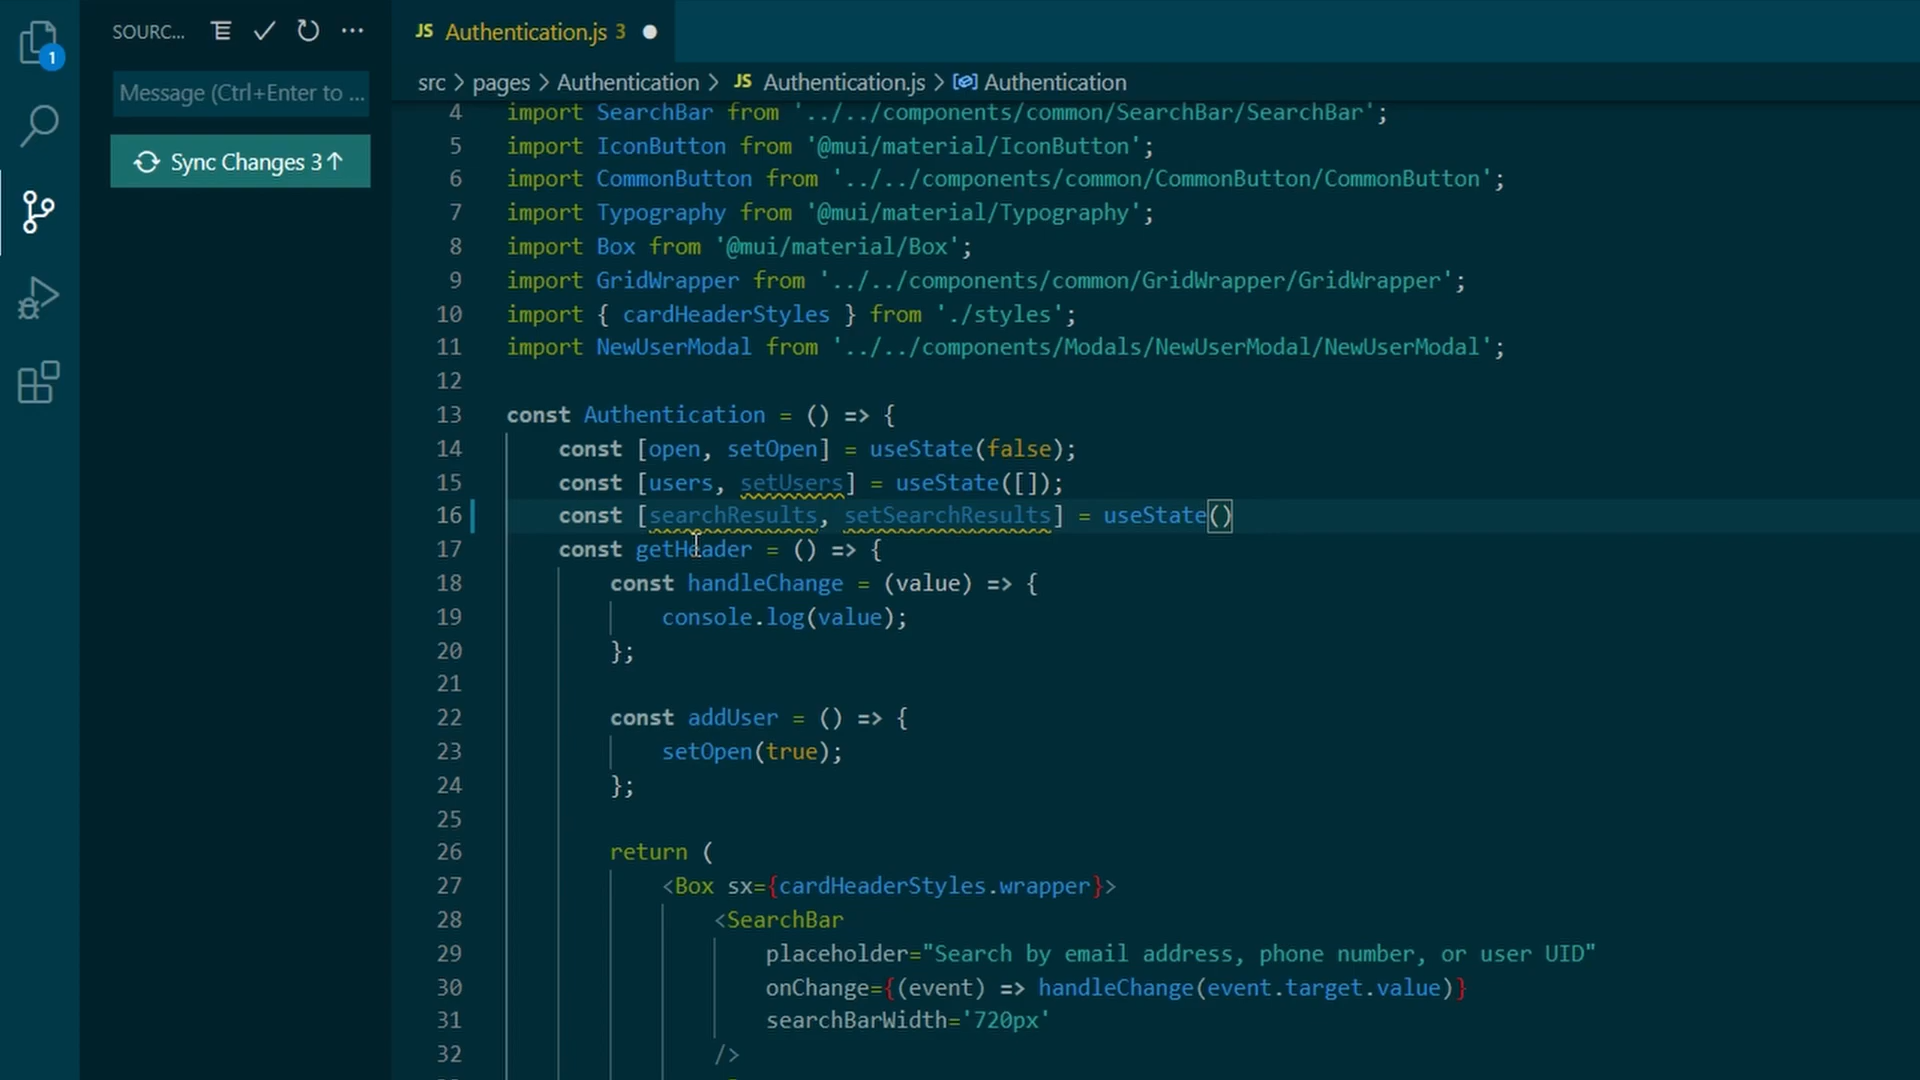 SOURC... ...
Message (Ctrl+Enter to ...
Sync Changes 3↑
1
JS Authentication.js 3
src > pages > Authentication > JS Authentication.js > Authentication
4 import SearchBar from '../../components/common/SearchBar/SearchBar';
5 import IconButton from '@mui/material/IconButton';
6 import CommonButton from '../../components/common/CommonButton/CommonButton';
7 import Typography from '@mui/material/Typography';
8 import Box from '@mui/material/Box';
9 import GridWrapper from '../../components/common/GridWrapper/GridWrapper';
10 import { cardHeaderStyles } from './styles';
11 import NewUserModal from '../../components/Modals/NewUserModal/NewUserModal';
12
13 const Authentication = () => {
14 const [open, setOpen] = useState(false);
15 const [users, setUsers] = useState([]);
16 const [searchResults, setSearchResults] = useState()
17 const getHeader = () => {
18 const handleChange = (value) => {
19 console.log(value);
20 };
21
22 const addUser = () => {
23 setOpen(true);
24 };
25
26 return (
27 <Box sx={cardHeaderStyles.wrapper}>
28 <SearchBar
29 placeholder="Search by email address, phone number, or user UID"
30 onChange={(event) => handleChange(event.target.value)}
31 searchBarWidth='720px'
32 />